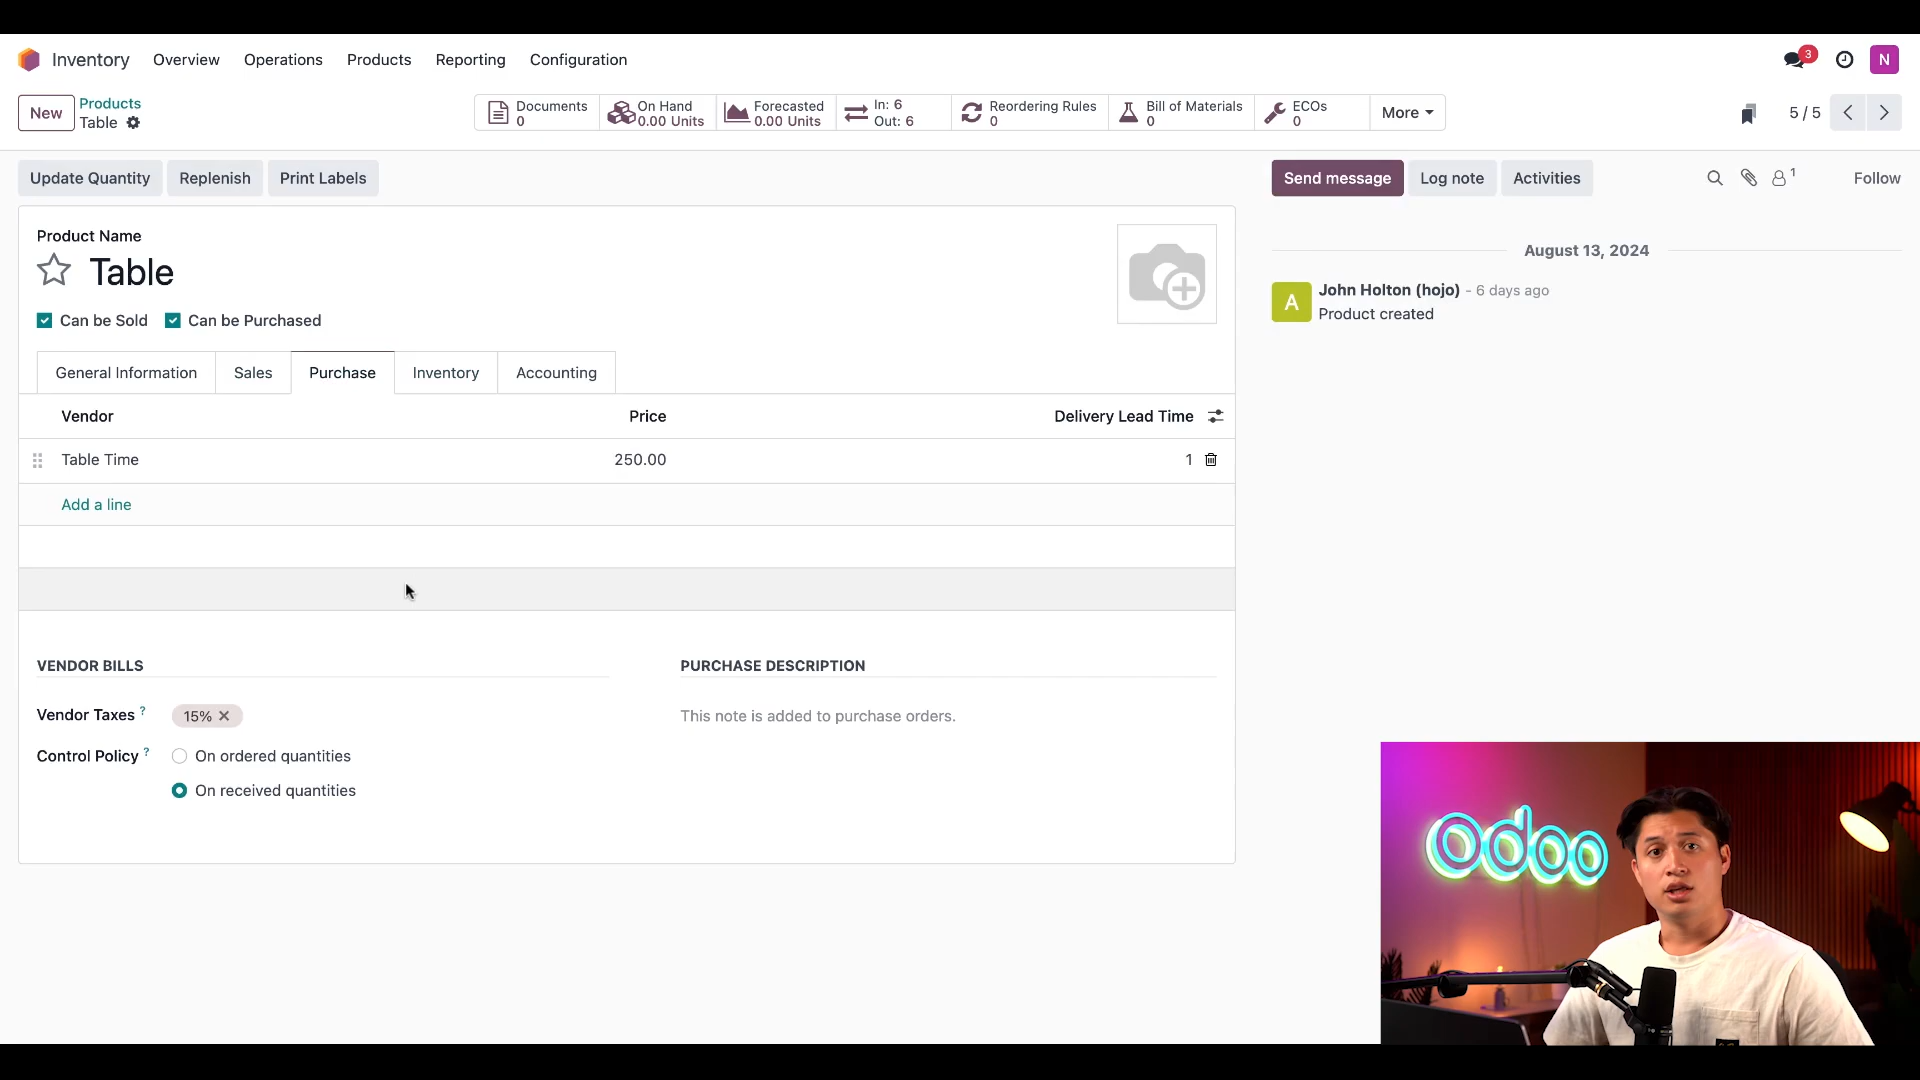 Inventory Overview Operations Products Reporting Configuration 3 N
New Products
Table
Documents
0
On Hand
0.00 Units
Forecasted
0.00 Units
In: 6
Out: 6
Reordering Rules
0
Bill of Materials
0
ECOs
0
More
5 / 5
Update Quantity Replenish Print Labels
Send message Log note Activities 1 Follow
Product Name
Table
Can be Sold Can be Purchased
General Information Sales Purchase Inventory Accounting
Vendor Price Delivery Lead Time
Table Time 250.00 1
Add a line
VENDOR BILLS
Vendor Taxes ? 15%
Control Policy ? On ordered quantities
On received quantities
PURCHASE DESCRIPTION
This note is added to purchase orders.
August 13, 2024
A
John Holton (hojo) - 6 days ago
Product created
odoo